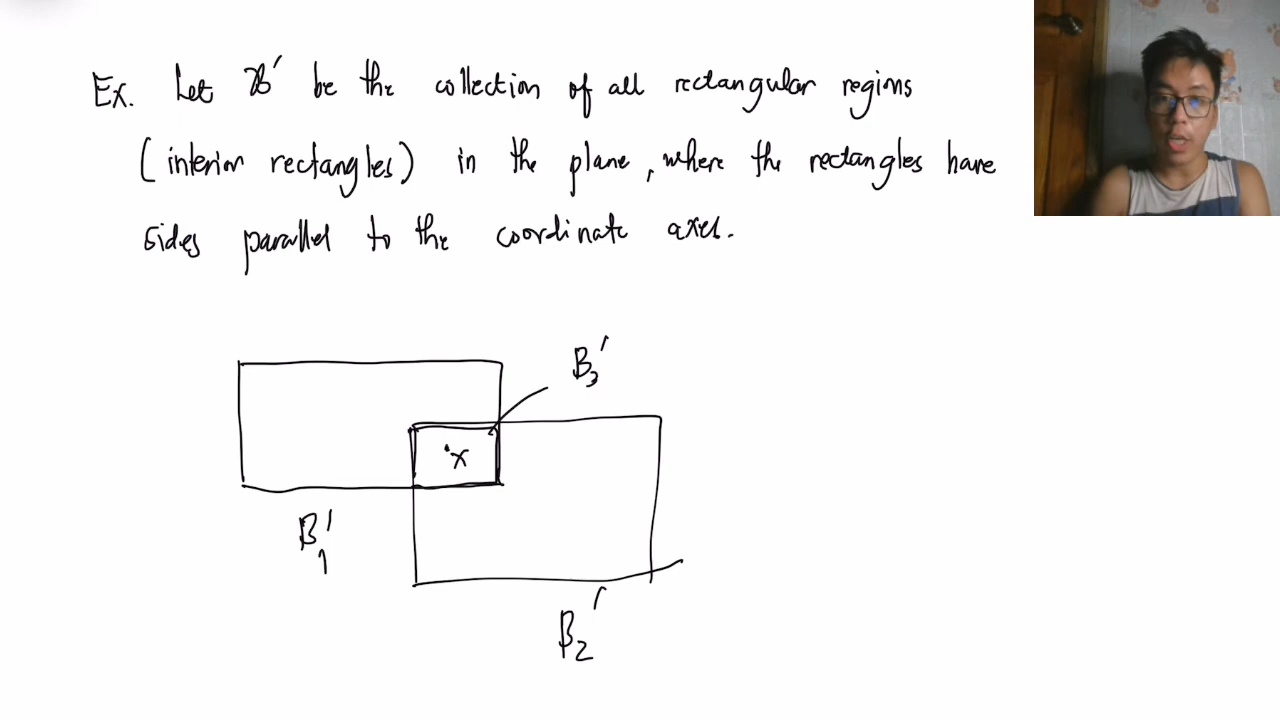 Ex. Let ℬ' be the collection of all rectangular regions
(interior rectangles) in the plane, where the rectangles have
sides parallel to the coordinate axes.
B₃'
x
B₁'
B₂'